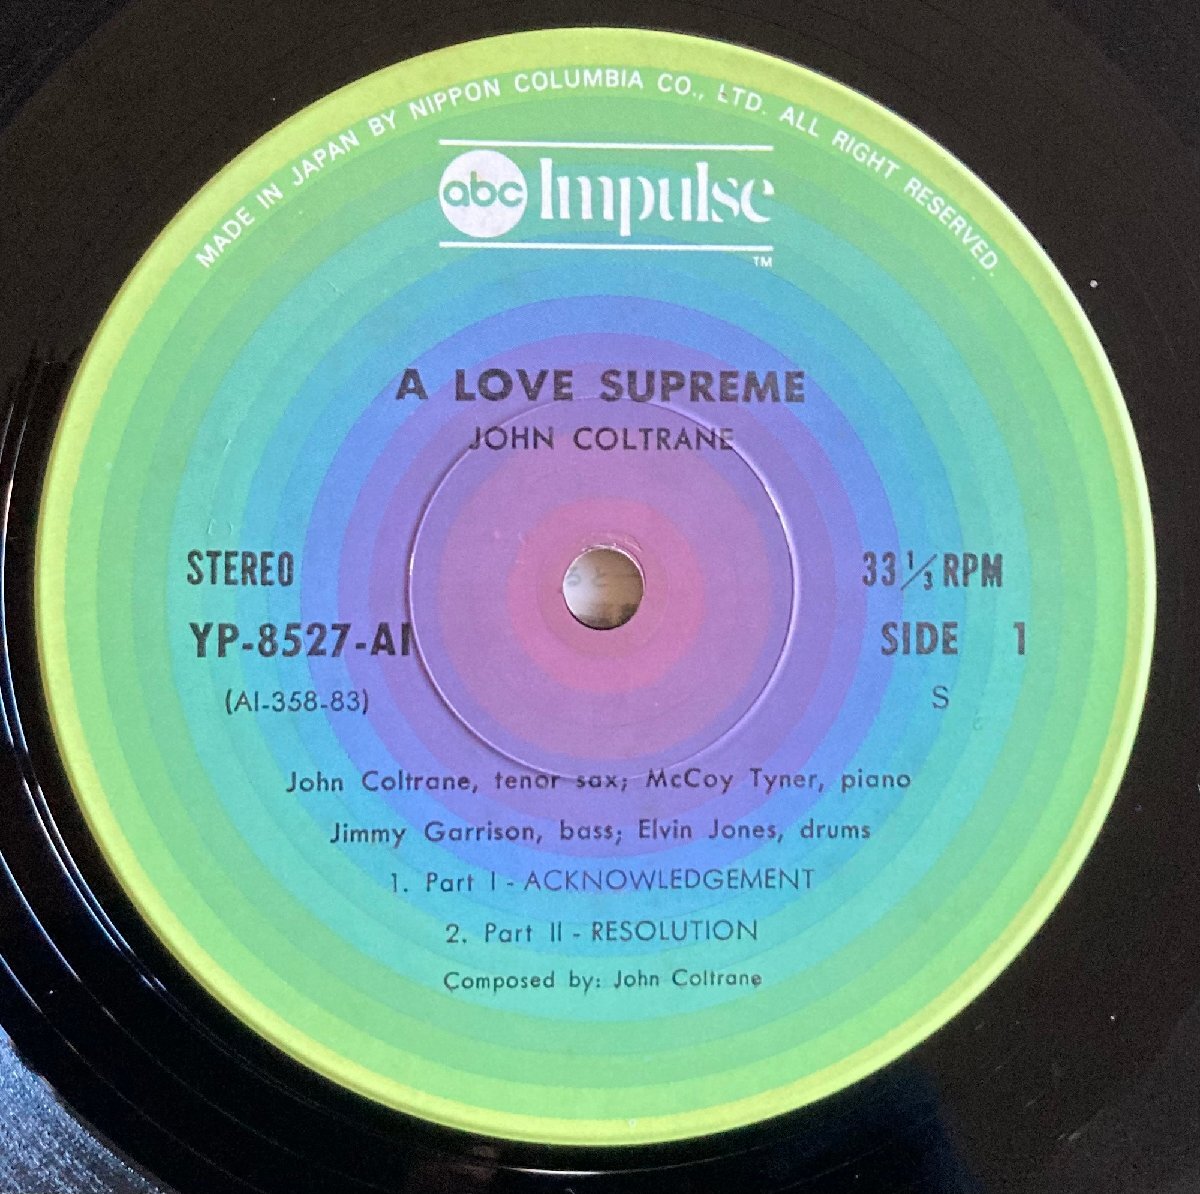 MADE IN JAPAN BY NIPPON COLUMBIA CO., LTD. ALL RIGHT RESERVED.
abc Impulse
TM
A LOVE SUPREME
JOHN COLTRANE
STEREO
33 1/3 RPM
YP-8527-AI
SIDE 1
(AI-358-83)
S
John Coltrane, tenor sax; McCoy Tyner, piano
Jimmy Garrison, bass; Elvin Jones, drums
1. Part I - ACKNOWLEDGEMENT
2. Part II - RESOLUTION
Composed by: John Coltrane